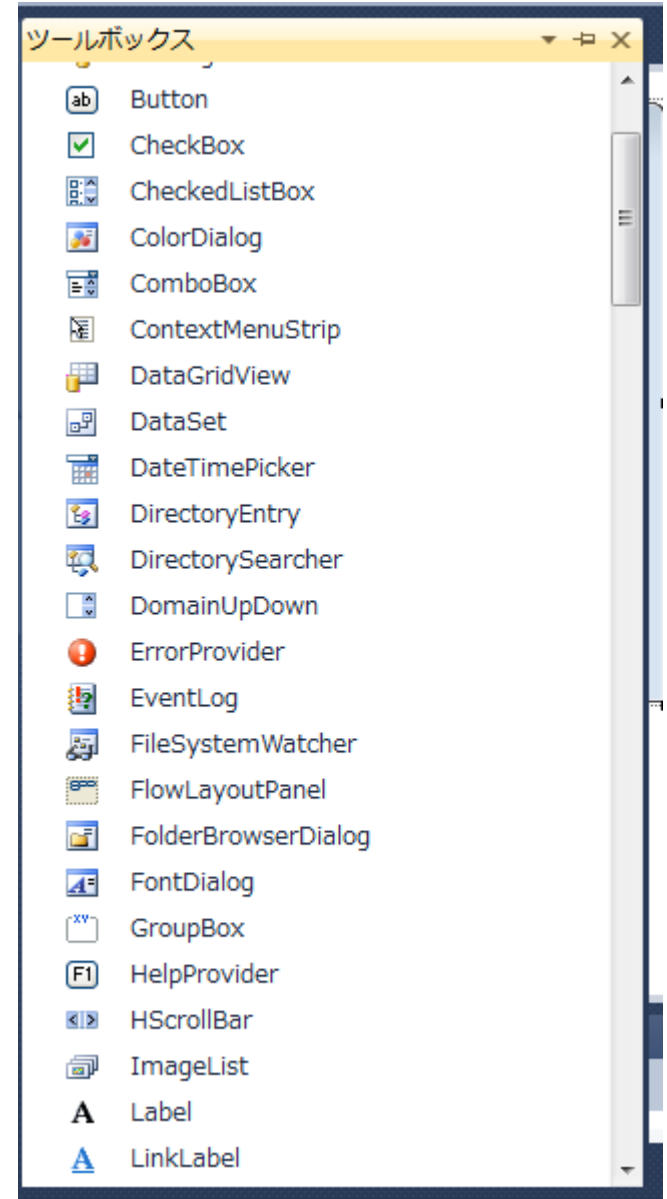 ツールボックス
Button
CheckBox
CheckedListBox
ColorDialog
ComboBox
ContextMenuStrip
DataGridView
DataSet
DateTimePicker
DirectoryEntry
DirectorySearcher
DomainUpDown
ErrorProvider
EventLog
FileSystemWatcher
FlowLayoutPanel
FolderBrowserDialog
FontDialog
GroupBox
HelpProvider
HScrollBar
ImageList
Label
LinkLabel